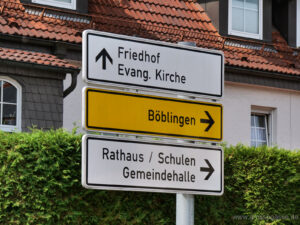 Friedhof
Evang. Kirche
Böblingen
Rathaus / Schulen
Gemeindehalle